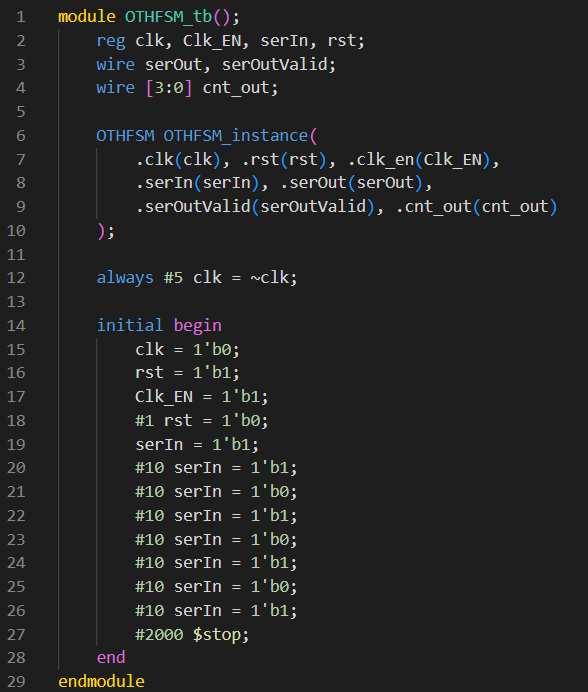 1 module OTHFSM_tb();
2 reg clk, Clk_EN, serIn, rst;
3 wire serOut, serOutValid;
4 wire [3:0] cnt_out;
5
6 OTHFSM OTHFSM_instance(
7 .clk(clk), .rst(rst), .clk_en(Clk_EN),
8 .serIn(serIn), .serOut(serOut),
9 .serOutValid(serOutValid), .cnt_out(cnt_out)
10 );
11
12 always #5 clk = ~clk;
13
14 initial begin
15 clk = 1'b0;
16 rst = 1'b1;
17 Clk_EN = 1'b1;
18 #1 rst = 1'b0;
19 serIn = 1'b1;
20 #10 serIn = 1'b1;
21 #10 serIn = 1'b0;
22 #10 serIn = 1'b1;
23 #10 serIn = 1'b0;
24 #10 serIn = 1'b1;
25 #10 serIn = 1'b0;
26 #10 serIn = 1'b1;
27 #2000 $stop;
28 end
29 endmodule